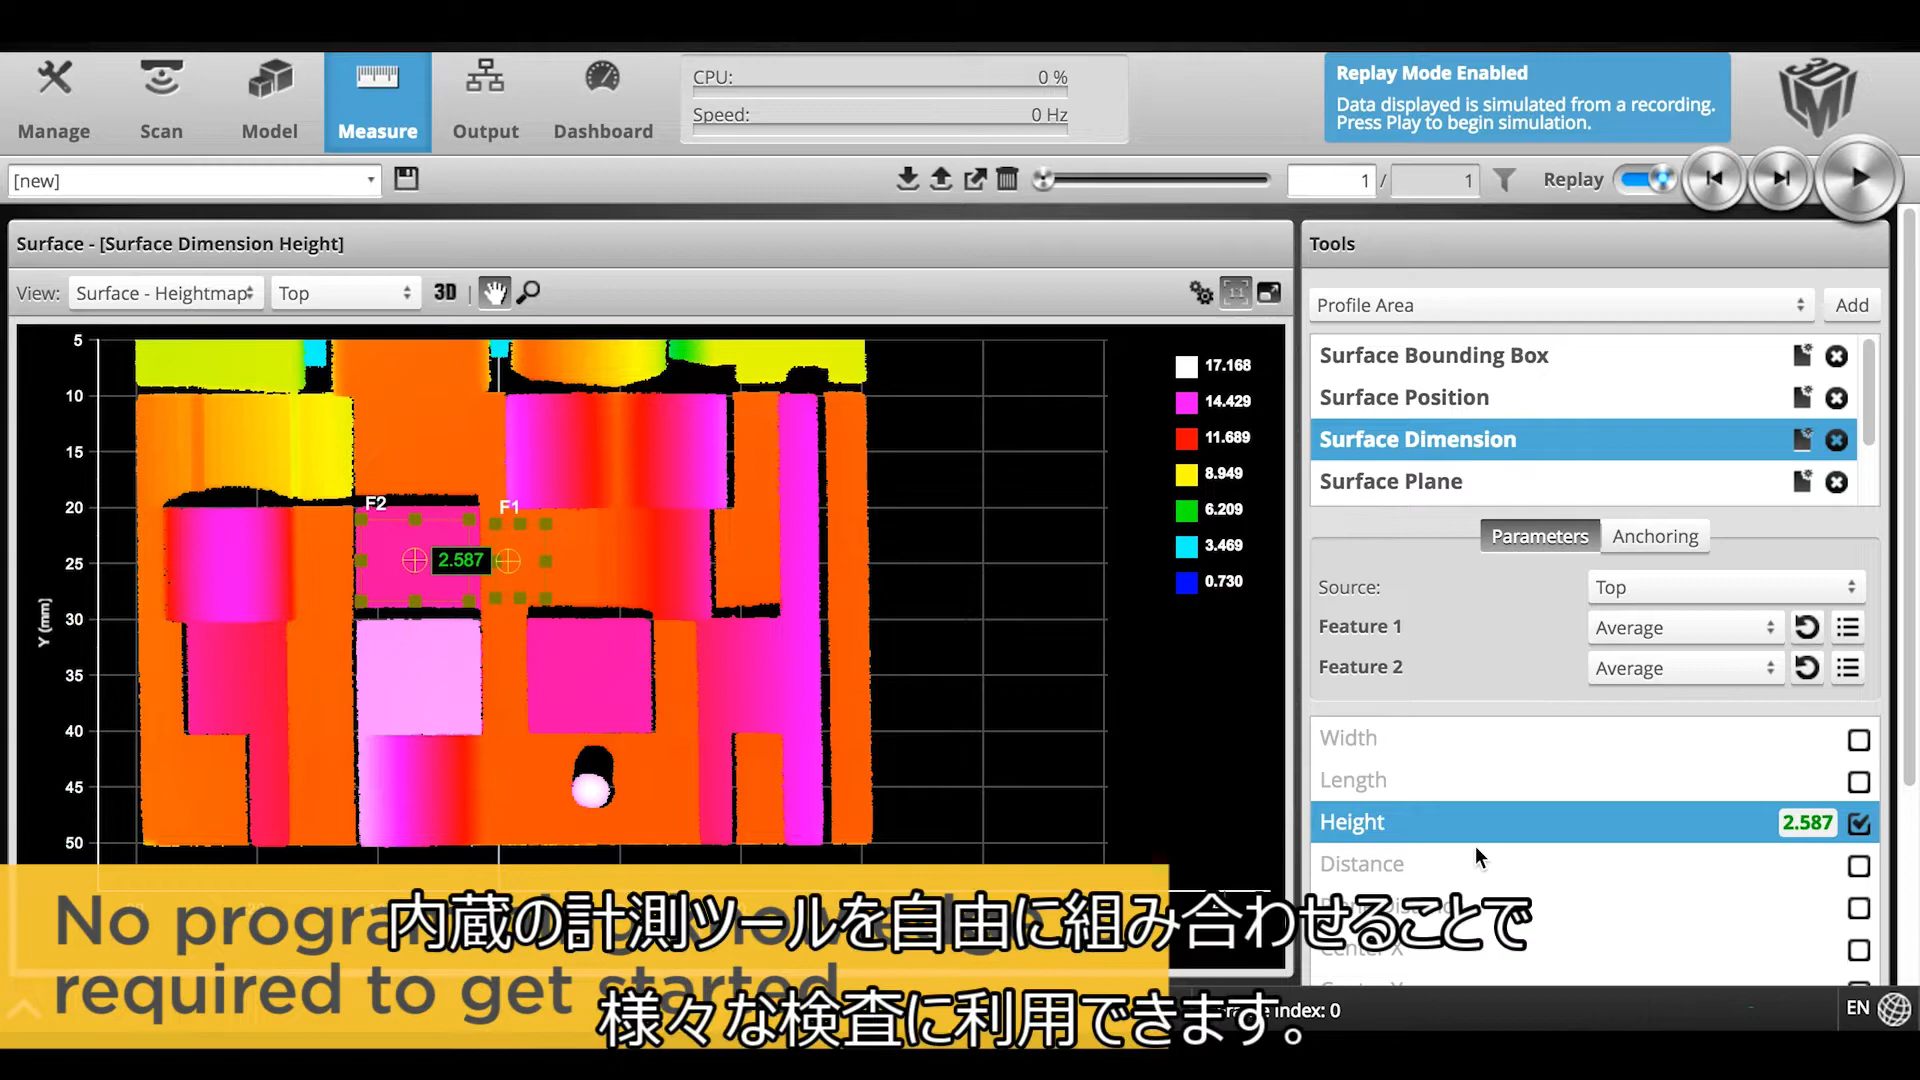 Manage
Scan
Model
Measure
Output
Dashboard
CPU: 0 %
Speed: 0 Hz
Replay Mode Enabled
Data displayed is simulated from a recording.
Press Play to begin simulation.
[new]
1 / 1
Replay
Surface - [Surface Dimension Height]
View: Surface - Heightmap Top 3D
1:1
5
10
15
20
25
30
35
40
45
50
Y (mm)
F2
F1
2.587
17.168
14.429
11.689
8.949
6.209
3.469
0.730
Tools
Profile Area Add
Surface Bounding Box
Surface Position
Surface Dimension
Surface Plane
Parameters Anchoring
Source: Top
Feature 1 Average
Feature 2 Average
Width
Length
Height 2.587
Distance
Center X
No
required to get started
内蔵の計測ツールを自由に組み合わせることで
様々な検査に利用できます。
index: 0
EN